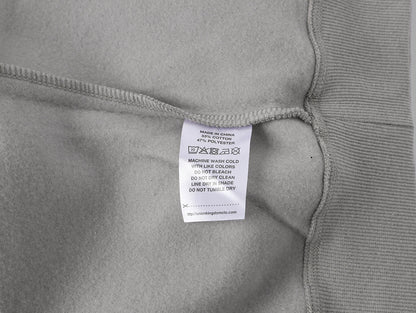 MADE IN CHINA
53% COTTON
47% POLYESTER
MACHINE WASH COLD
WITH LIKE COLORS
DO NOT BLEACH
DO NOT DRY CLEAN
LINE DRY IN SHADE
DO NOT TUMBLE DRY